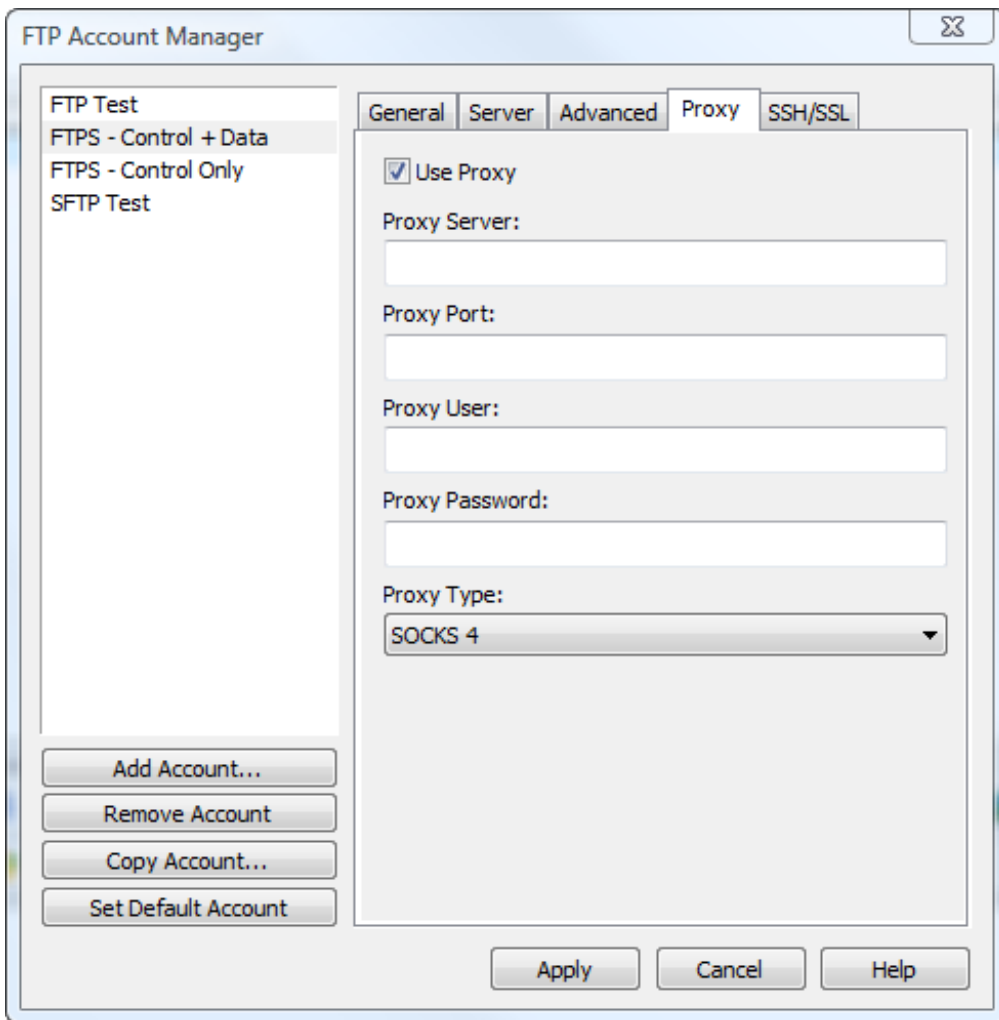 FTP Account Manager
FTP Test
FTPS - Control + Data
FTPS - Control Only
SFTP Test
Add Account...
Remove Account
Copy Account...
Set Default Account
General Server Advanced Proxy SSH/SSL
Use Proxy
Proxy Server:
Proxy Port:
Proxy User:
Proxy Password:
Proxy Type:
SOCKS 4
Apply Cancel Help